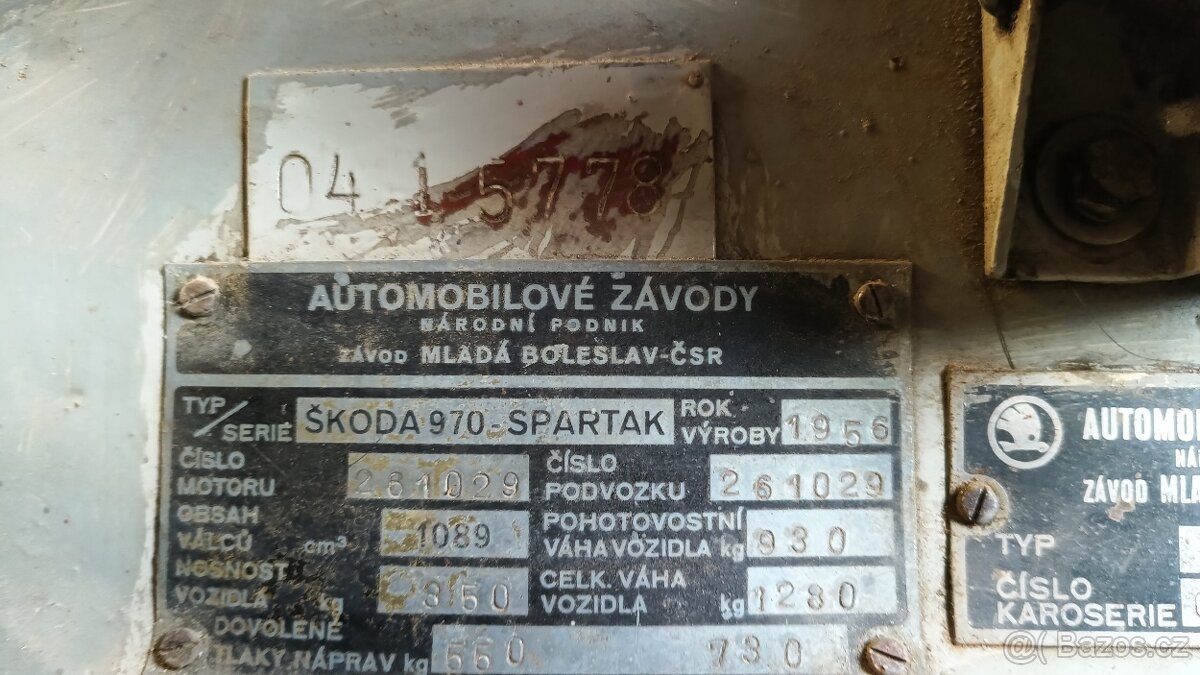 04 1-5778
AUTOMOBILOVÉ ZÁVODY
NÁRODNÍ PODNIK
ZÁVOD MLADÁ BOLESLAV-ČSR
TYP/SERIE ŠKODA 970-SPARTAK ROK VÝROBY 1956
ČÍSLO MOTORU 261029 ČÍSLO PODVOZKU 261029
OBSAH VÁLCŮ cm³ 1089 POHOTOVOSTNÍ VÁHA VOZIDLA kg 930
NOSNOST VOZIDLA kg 350 CELK. VÁHA VOZIDLA kg 1280
DOVOLENÉ TLAKY NÁPRAV kg 560 730
ZÁVOD
TYP
ČÍSLO
KAROSERIE
Bazos.cz